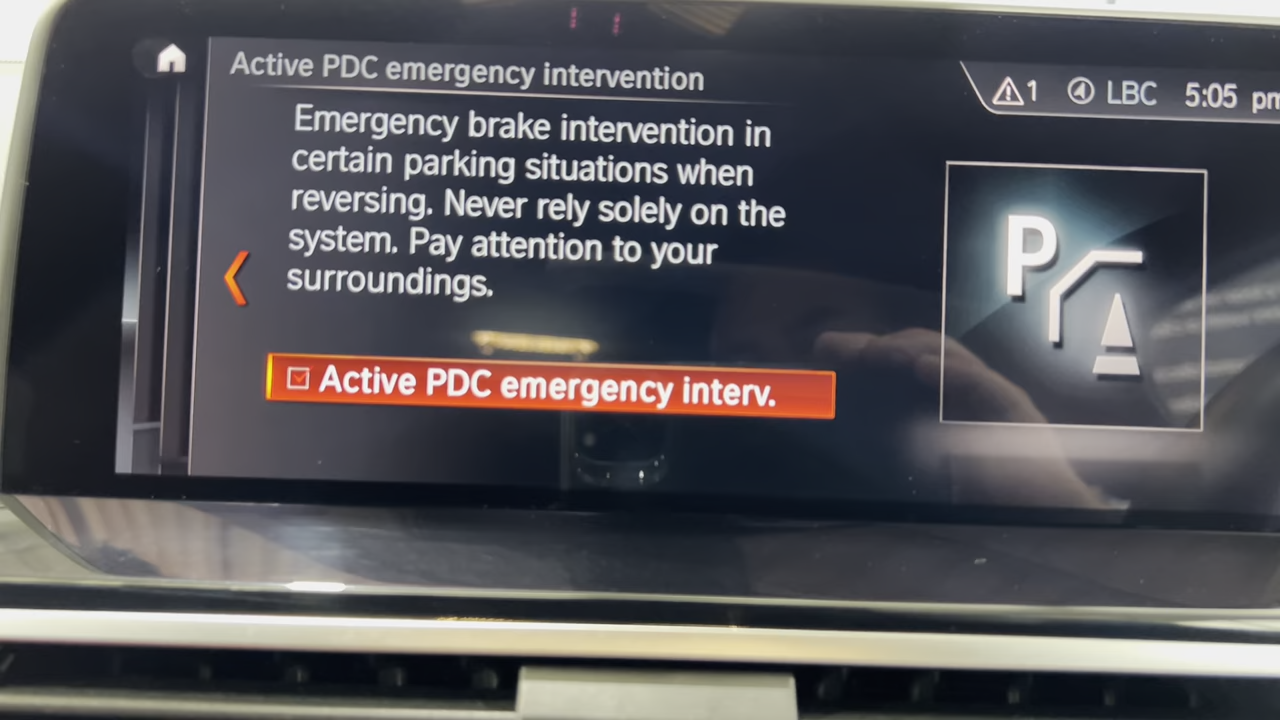 Active PDC emergency intervention
1 LBC 5:05 pm
Emergency brake intervention in
certain parking situations when
reversing. Never rely solely on the
system. Pay attention to your
surroundings.
P
Active PDC emergency interv.